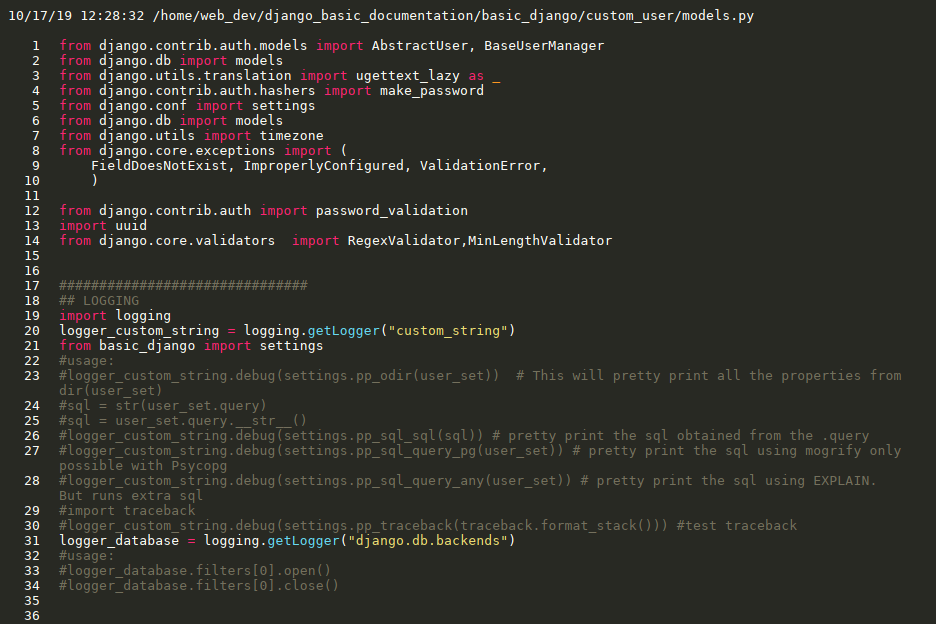 10/17/19 12:28:32 /home/web_dev/django_basic_documentation/basic_django/custom_user/models.py
1 from django.contrib.auth.models import AbstractUser, BaseUserManager
2 from django.db import models
3 from django.utils.translation import ugettext_lazy as _
4 from django.contrib.auth.hashers import make_password
5 from django.conf import settings
6 from django.db import models
7 from django.utils import timezone
8 from django.core.exceptions import (
9     FieldDoesNotExist, ImproperlyConfigured, ValidationError,
10     )
11
12 from django.contrib.auth import password_validation
13 import uuid
14 from django.core.validators  import RegexValidator,MinLengthValidator
15
16
17 ###############################
18 ## LOGGING
19 import logging
20 logger_custom_string = logging.getLogger("custom_string")
21 from basic_django import settings
22 #usage:
23 #logger_custom_string.debug(settings.pp_odir(user_set))  # This will pretty print all the properties from
dir(user_set)
24 #sql = str(user_set.query)
25 #sql = user_set.query.__str__()
26 #logger_custom_string.debug(settings.pp_sql_sql(sql)) # pretty print the sql obtained from the .query
27 #logger_custom_string.debug(settings.pp_sql_query_pg(user_set)) # pretty print the sql using mogrify only
possible with Psycopg
28 #logger_custom_string.debug(settings.pp_sql_query_any(user_set)) # pretty print the sql using EXPLAIN.
But runs extra sql
29 #import traceback
30 #logger_custom_string.debug(settings.pp_traceback(traceback.format_stack())) #test traceback
31 logger_database = logging.getLogger("django.db.backends")
32 #usage:
33 #logger_database.filters[0].open()
34 #logger_database.filters[0].close()
35
36